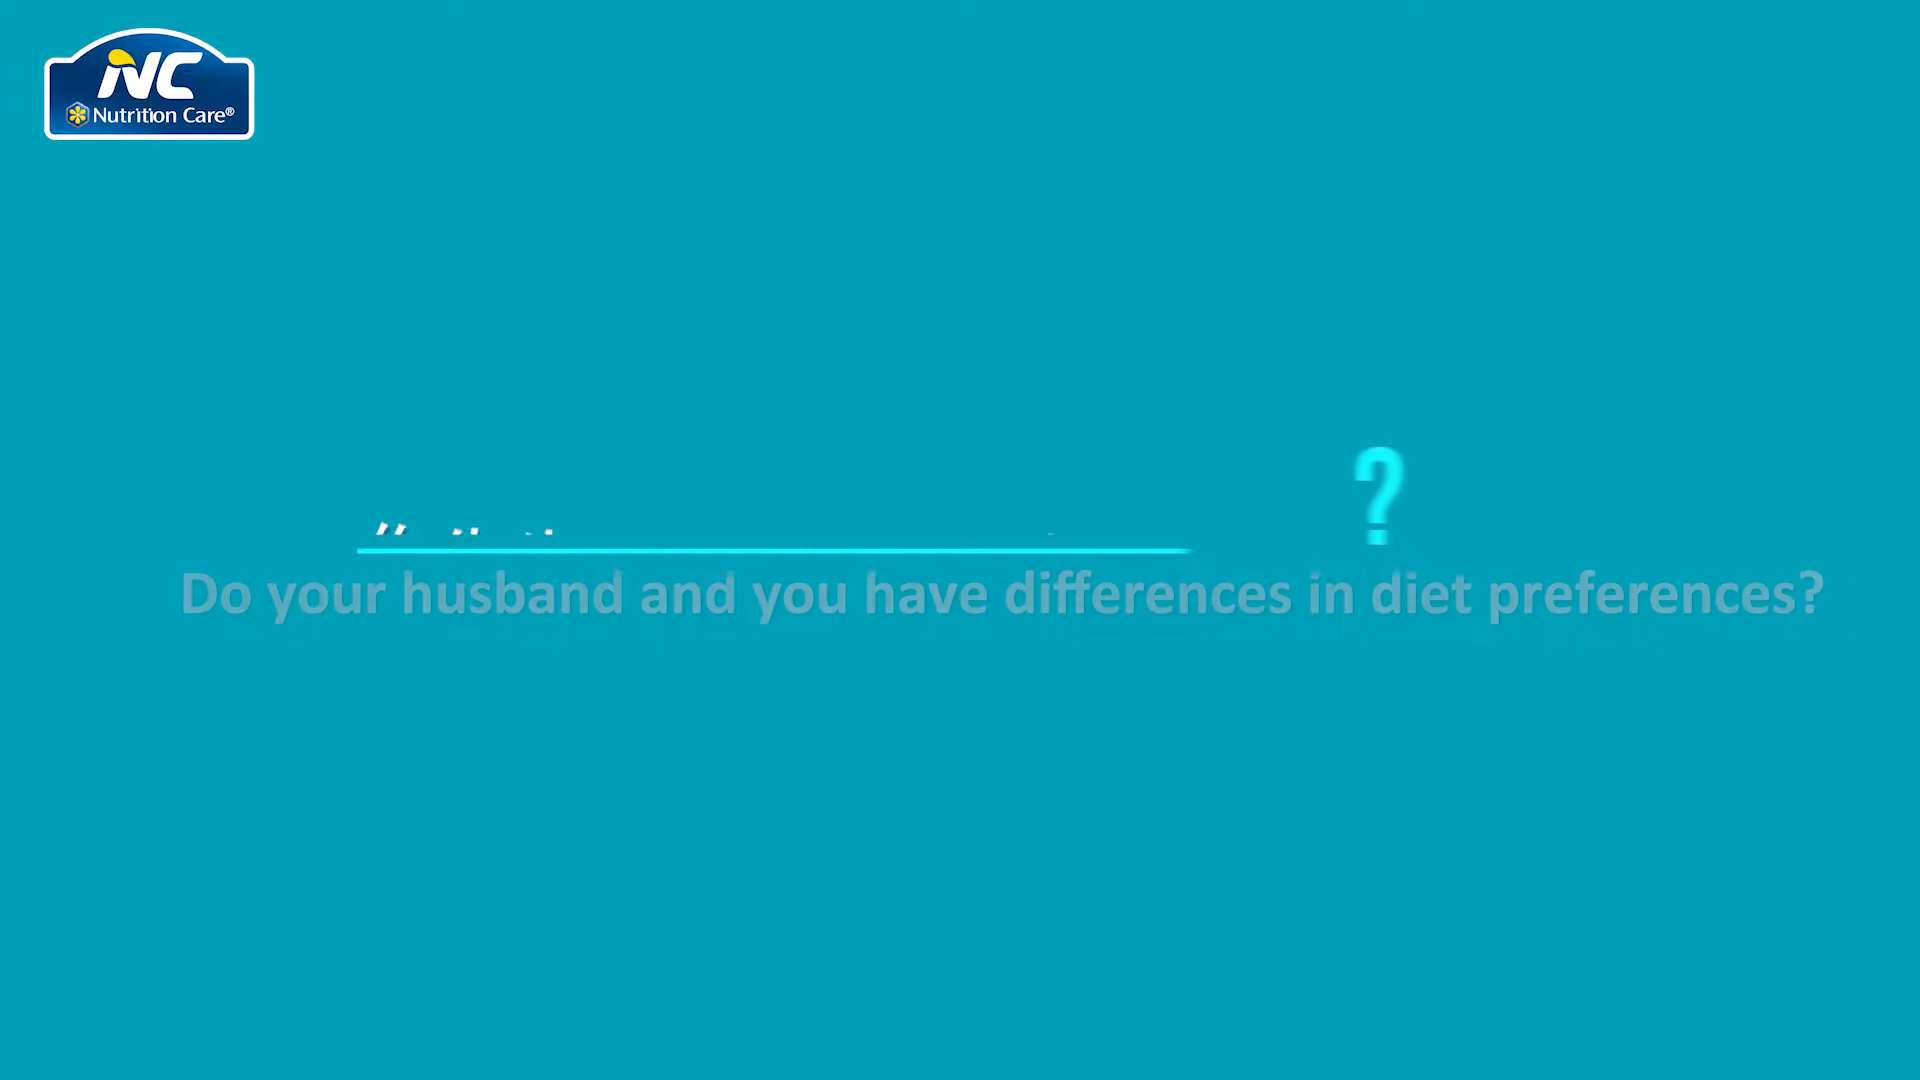 NC
Nutrition Care®
?
Do your husband and you have differences in diet preferences?